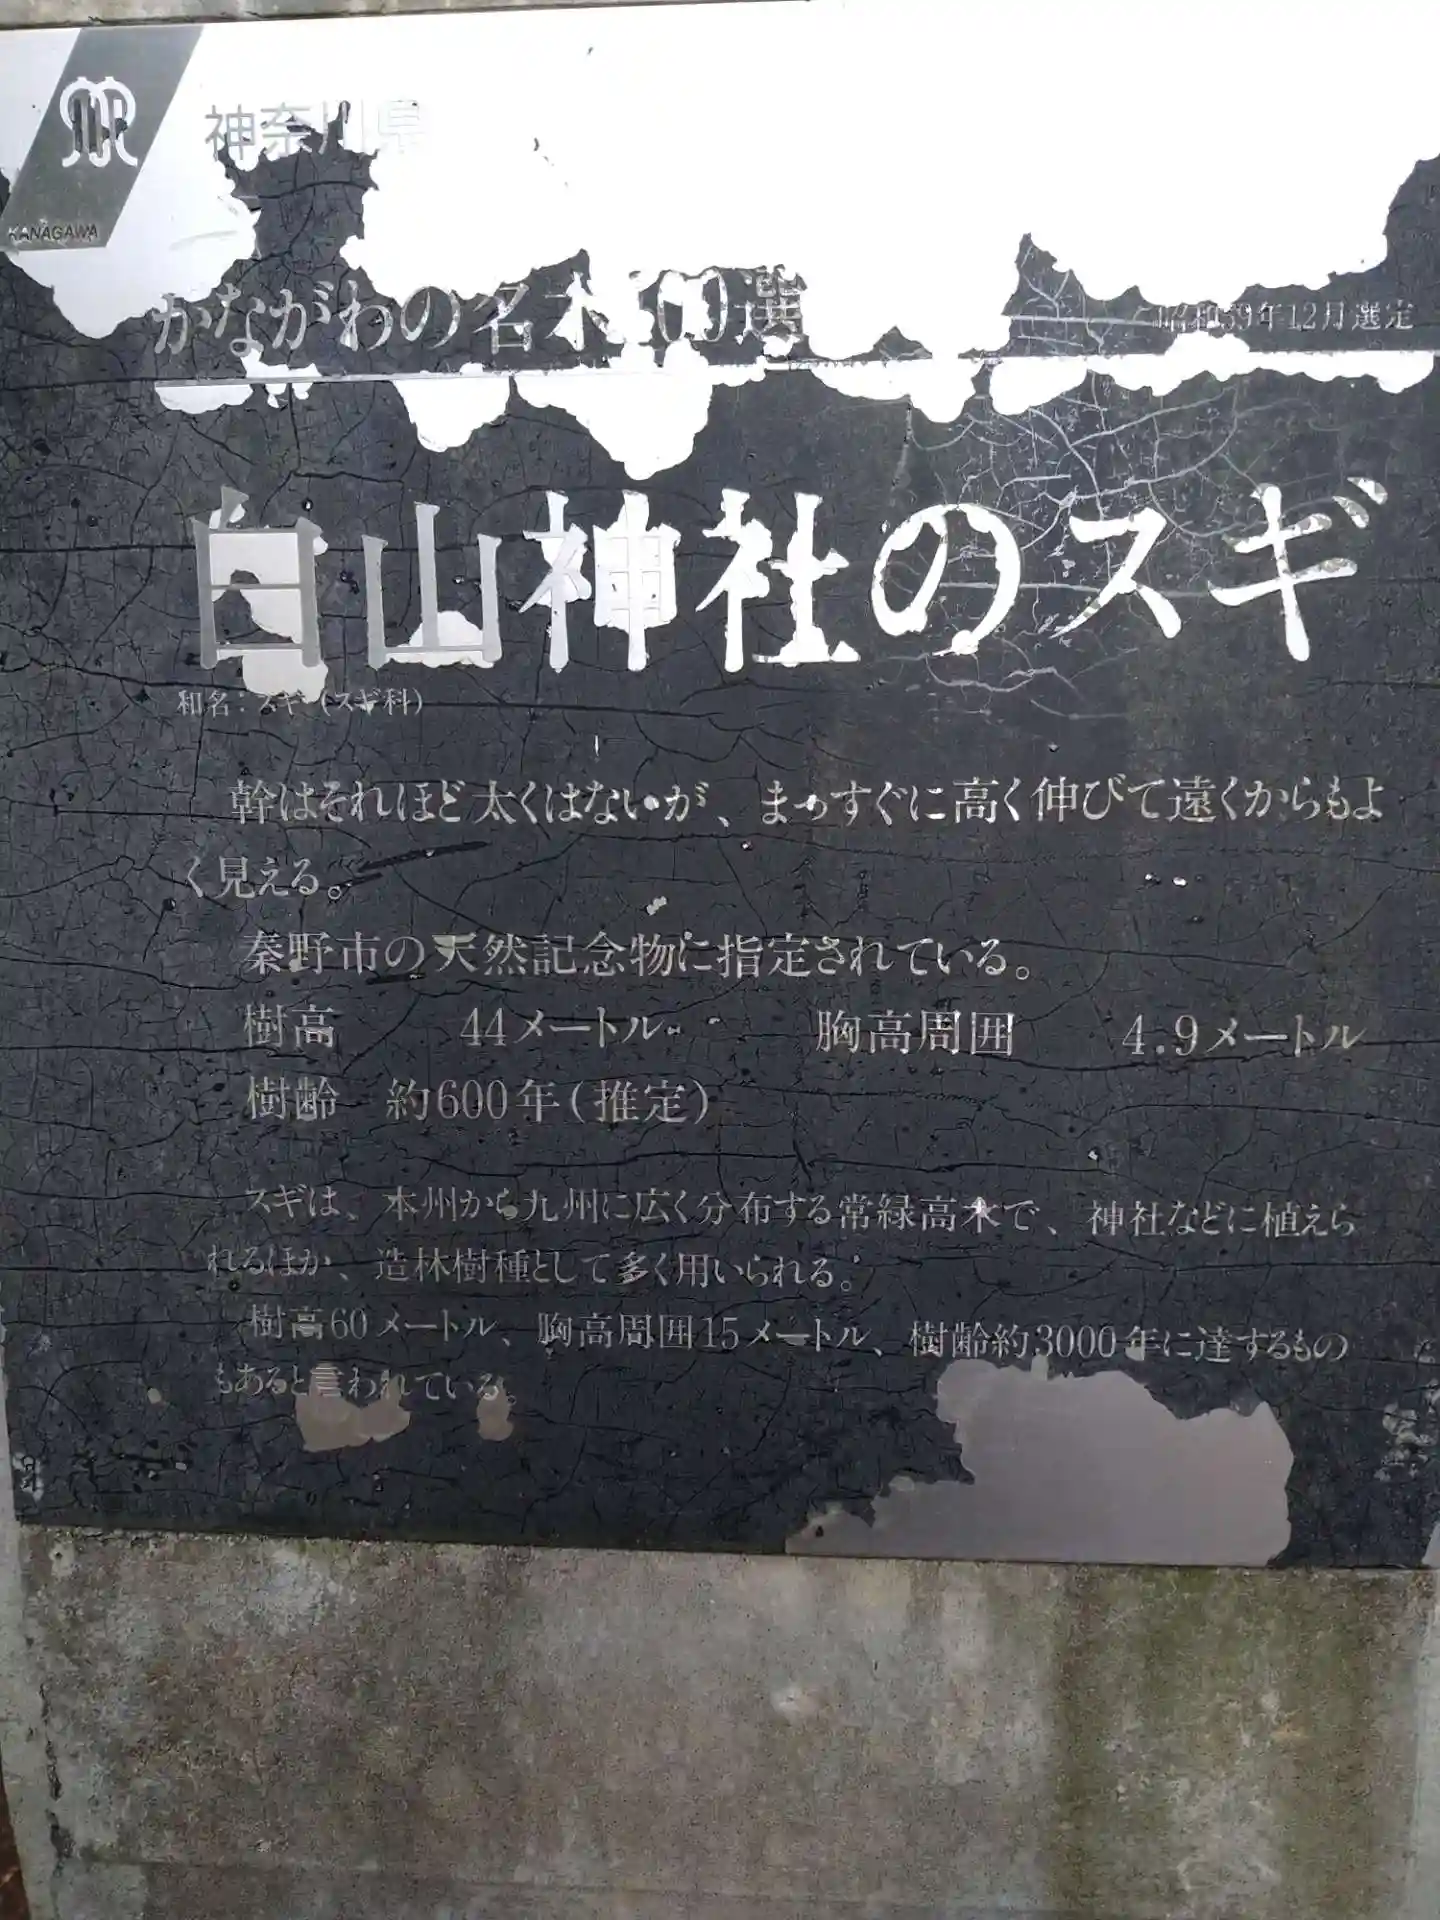 神奈川県
KANAGAWA
かながわの名木100選
昭和59年12月選定
白山神社のスギ
和名:スギ(スギ科)
幹はそれほど太くはないが、まっすぐに高く伸びて遠くからもよ
く見える。
秦野市の天然記念物に指定されている。
樹高 44メートル 胸高周囲 4.9メートル
樹齢 約600年(推定)
スギは、本州から九州に広く分布する常緑高木で、神社などに植えら
れるほか、造林樹種として多く用いられる。
樹高60メートル、胸高周囲15メートル、樹齢約3000年に達するもの
もあると言われている。